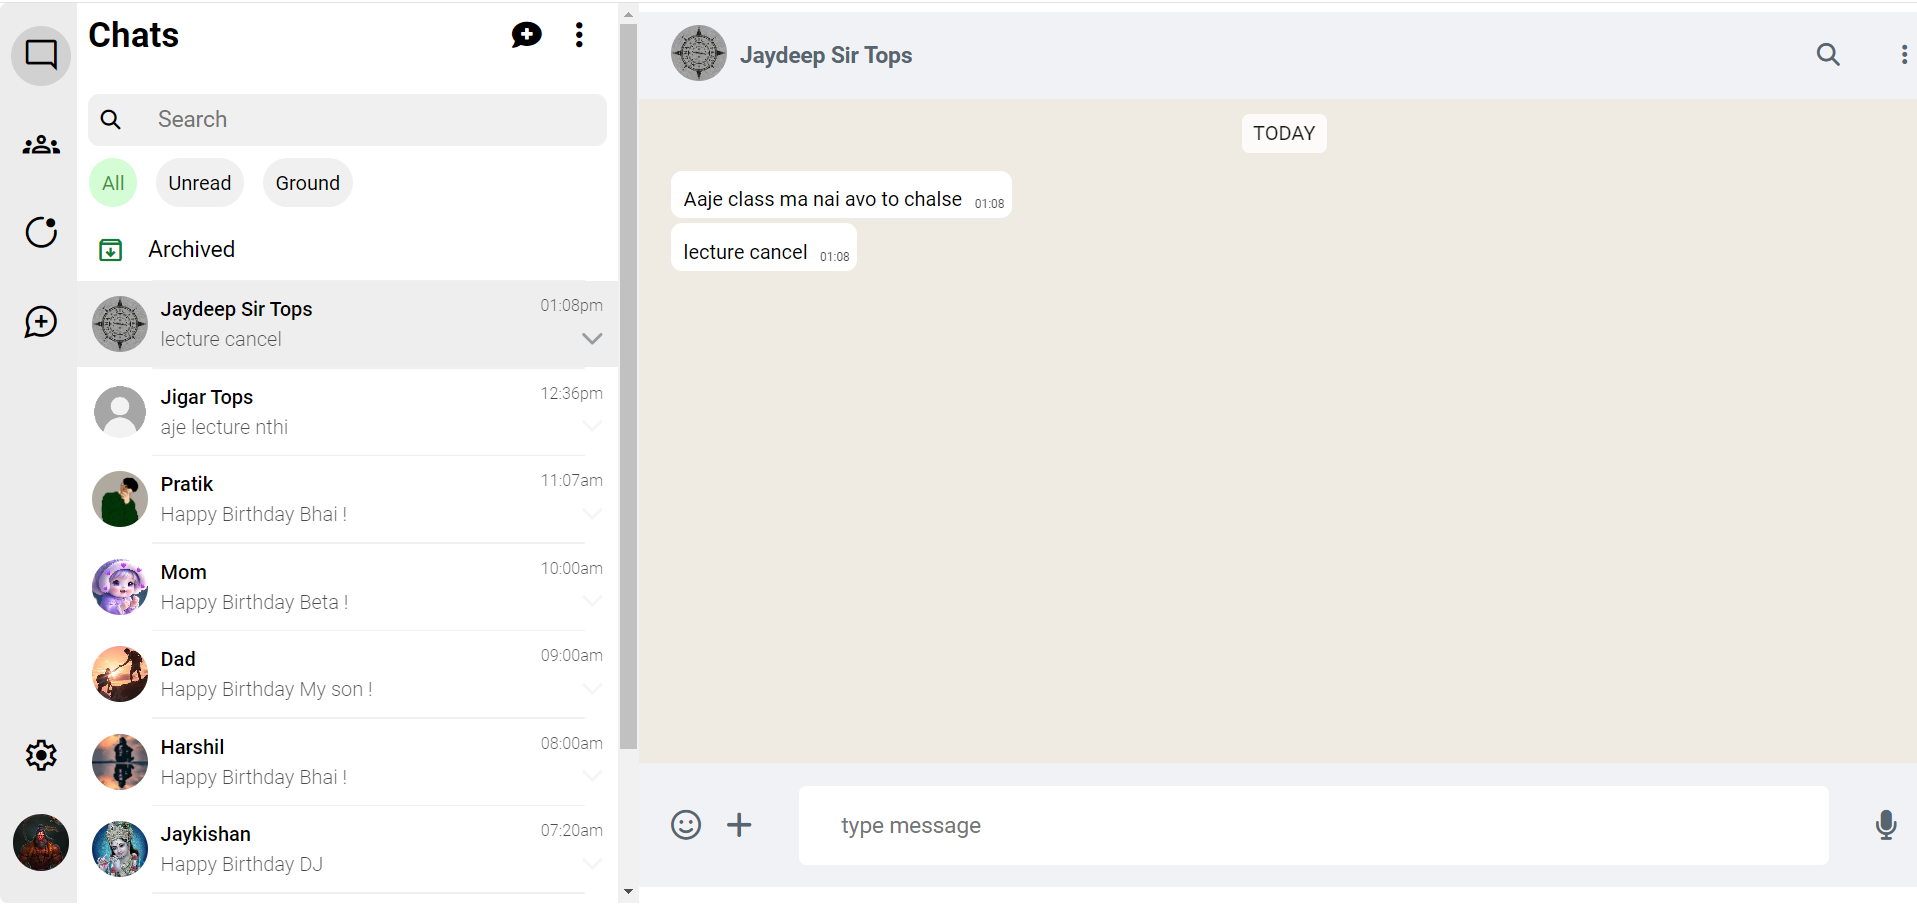 Chats
Search
All
Unread
Ground
Archived
Jaydeep Sir Tops
01:08pm
lecture cancel
Jigar Tops
12:36pm
aje lecture nthi
Pratik
11:07am
Happy Birthday Bhai !
Mom
10:00am
Happy Birthday Beta !
Dad
09:00am
Happy Birthday My son !
Harshil
08:00am
Happy Birthday Bhai !
Jaykishan
07:20am
Happy Birthday DJ
Jaydeep Sir Tops
TODAY
Aaje class ma nai avo to chalse 01:08
lecture cancel 01:08
type message